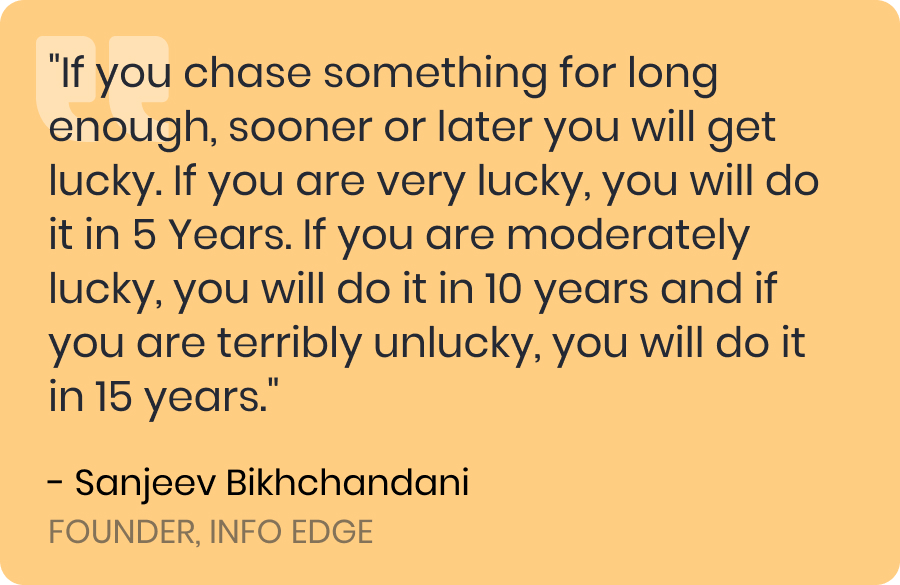 "If you chase something for long
enough, sooner or later you will get
lucky. If you are very lucky, you will do
it in 5 Years. If you are moderately
lucky, you will do it in 10 years and if
you are terribly unlucky, you will do it
in 15 years."
- Sanjeev Bikhchandani
FOUNDER, INFO EDGE